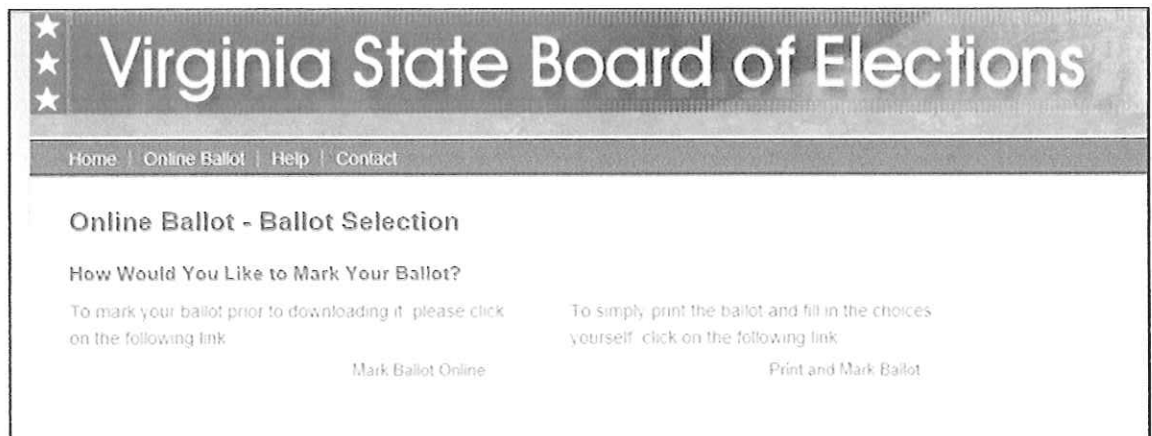 Virginia State Board of Elections
Home | Online Ballot | Help | Contact
Online Ballot - Ballot Selection
How Would You Like to Mark Your Ballot?
To mark your ballot prior to downloading it please click
on the following link
Mark Ballot Online
To simply print the ballot and fill in the choices
yourself click on the following link
Print and Mark Ballot